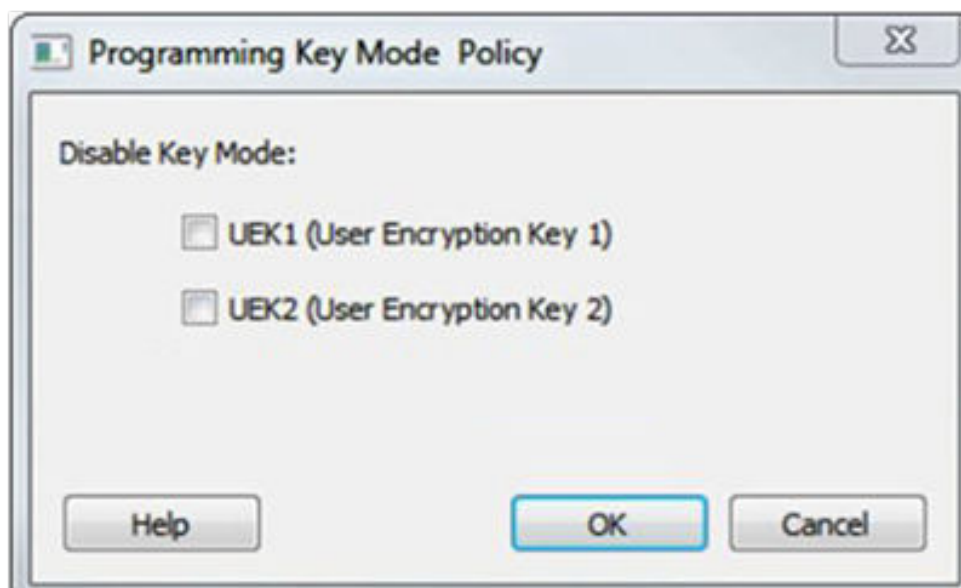 Programming Key Mode Policy
Disable Key Mode:
UEK1 (User Encryption Key 1)
UEK2 (User Encryption Key 2)
Help OK Cancel